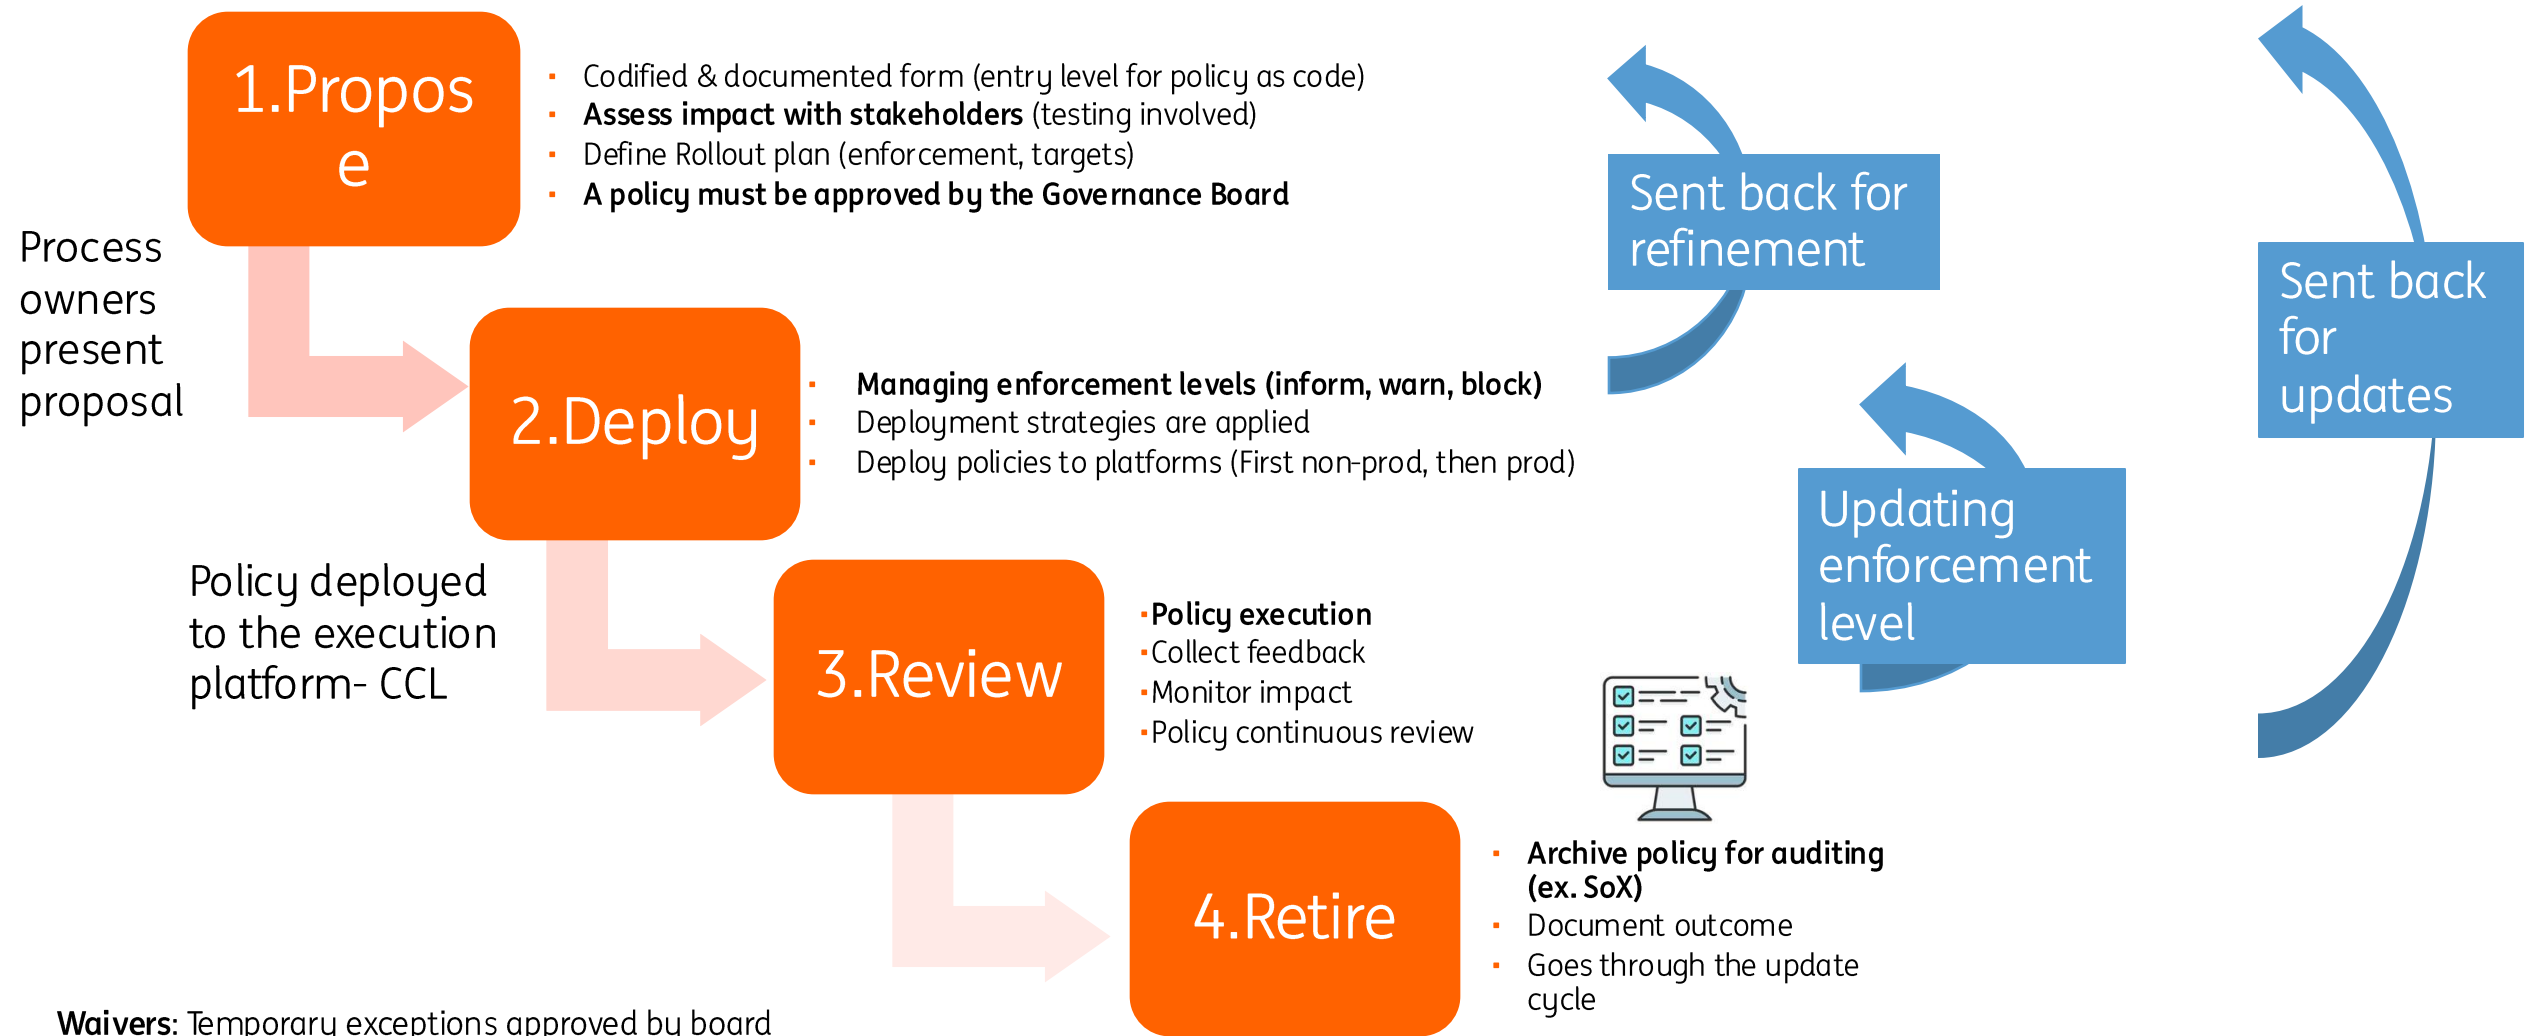 1.Propos
e
▪ Codified & documented form (entry level for policy as code)
▪ Assess impact with stakeholders (testing involved)
▪ Define Rollout plan (enforcement, targets)
▪ A policy must be approved by the Governance Board
Sent back for
refinement
Process
owners
present
proposal
Sent back
for
updates
2.Deploy
▪ Managing enforcement levels (inform, warn, block)
▪ Deployment strategies are applied
▪ Deploy policies to platforms (First non-prod, then prod)
Updating
enforcement
level
Policy deployed
to the execution
platform- CCL
3.Review
▪Policy execution
▪Collect feedback
▪Monitor impact
▪Policy continuous review
4.Retire
▪ Archive policy for auditing
(ex. SoX)
▪ Document outcome
▪ Goes through the update
cycle
Waivers: Temporary exceptions approved by board